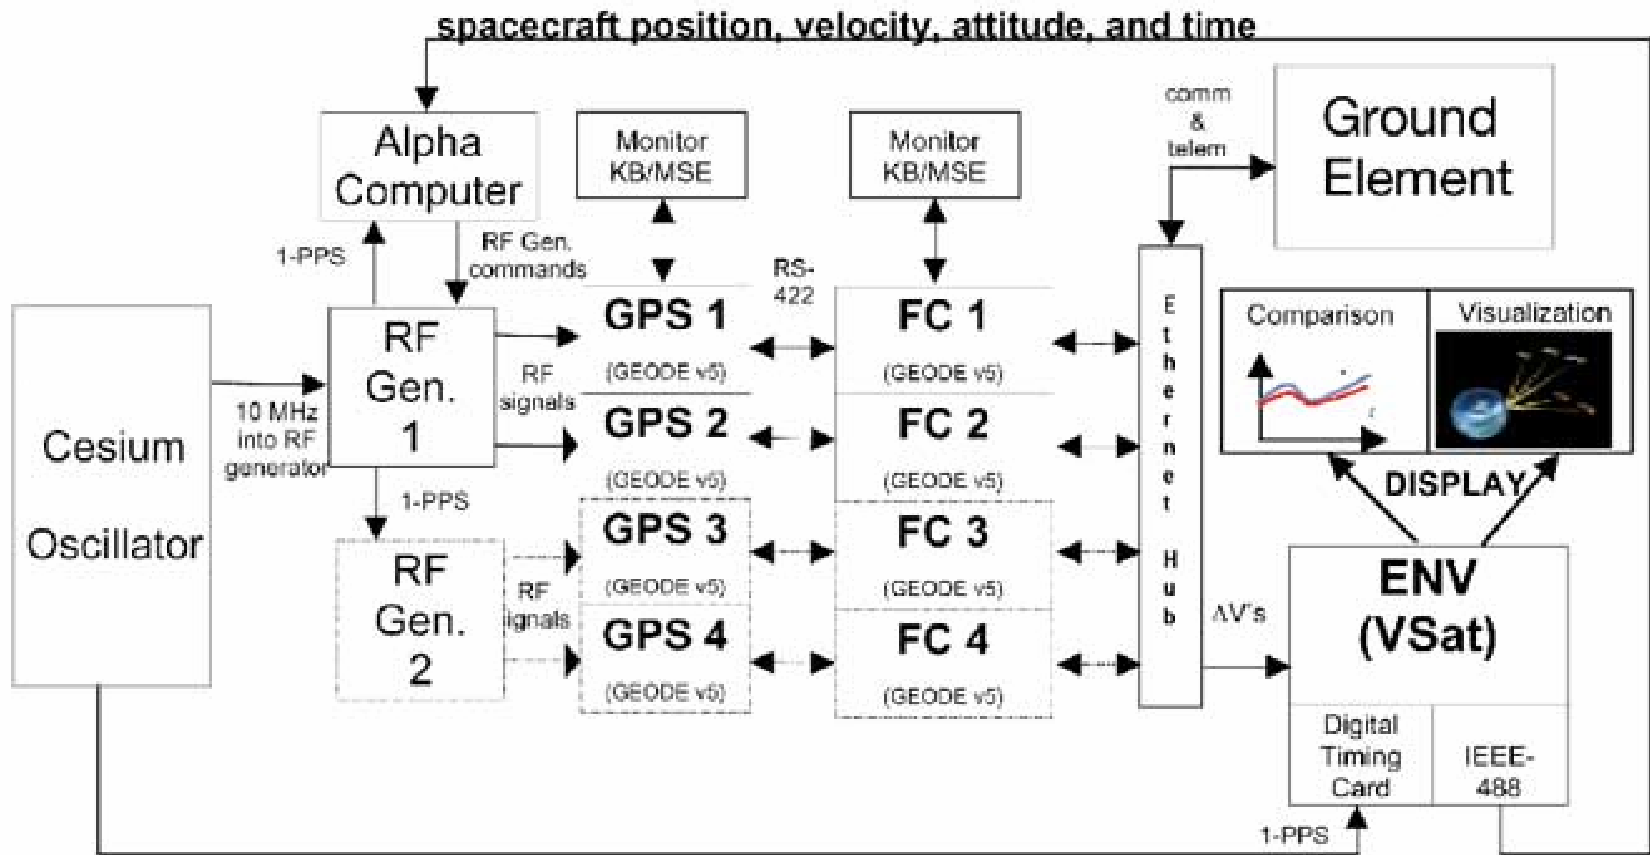 spacecraft position, velocity, attitude, and time
Alpha
Computer
Monitor
KB/MSE
Monitor
KB/MSE
comm
&
telem
Ground
Element
1-PPS
RF Gen.
commands
RS-
422
Cesium
Oscillator
10 MHz
into RF
generator
RF
Gen.
1
RF
signals
1-PPS
RF
Gen.
2
RF
signals
GPS 1
(GEODE v5)
GPS 2
(GEODE v5)
GPS 3
(GEODE v5)
GPS 4
(GEODE v5)
FC 1
(GEODE v5)
FC 2
(GEODE v5)
FC 3
(GEODE v5)
FC 4
(GEODE v5)
Ethernet Hub
Comparison
Visualization
DISPLAY
ΔV's
ENV
(VSat)
Digital
Timing
Card
IEEE-
488
1-PPS